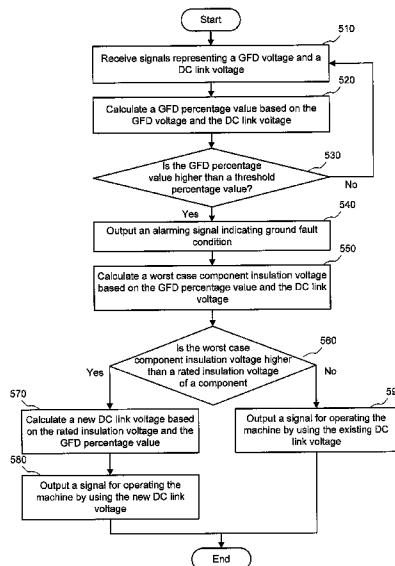 Start
510
Receive signals representing a GFD voltage and a
DC link voltage
520
Calculate a GFD percentage value based on the
GFD voltage and the DC link voltage
530
Is the GFD percentage
value higher than a threshold
percentage value?
No
Yes
540
Output an alarming signal indicating ground fault
condition
550
Calculate a worst case component insulation voltage
based on the GFD percentage value and the DC link
voltage
560
Is the worst case
component insulation voltage higher
than a rated insulation voltage
of a component
Yes
No
570
Calculate a new DC link voltage based
on the rated insulation voltage and the
GFD percentage value
Output a signal for operating the
machine by using the existing DC
link voltage
580
Output a signal for operating the
machine by using the new DC link
voltage
End